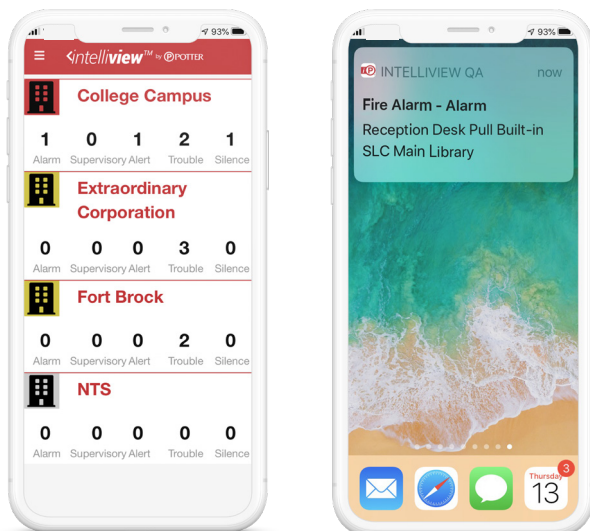 93%
<intelliview™ by P POTTER
College Campus
1 0 1 2 1
Alarm Supervisory Alert Trouble Silence
Extraordinary
Corporation
0 0 0 3 0
Alarm Supervisory Alert Trouble Silence
Fort Brock
0 0 0 2 0
Alarm Supervisory Alert Trouble Silence
NTS
0 0 0 0 0
Alarm Supervisory Alert Trouble Silence
93%
P INTELLIVIEW QA now
Fire Alarm - Alarm
Reception Desk Pull Built-in
SLC Main Library
Thursday
13
3